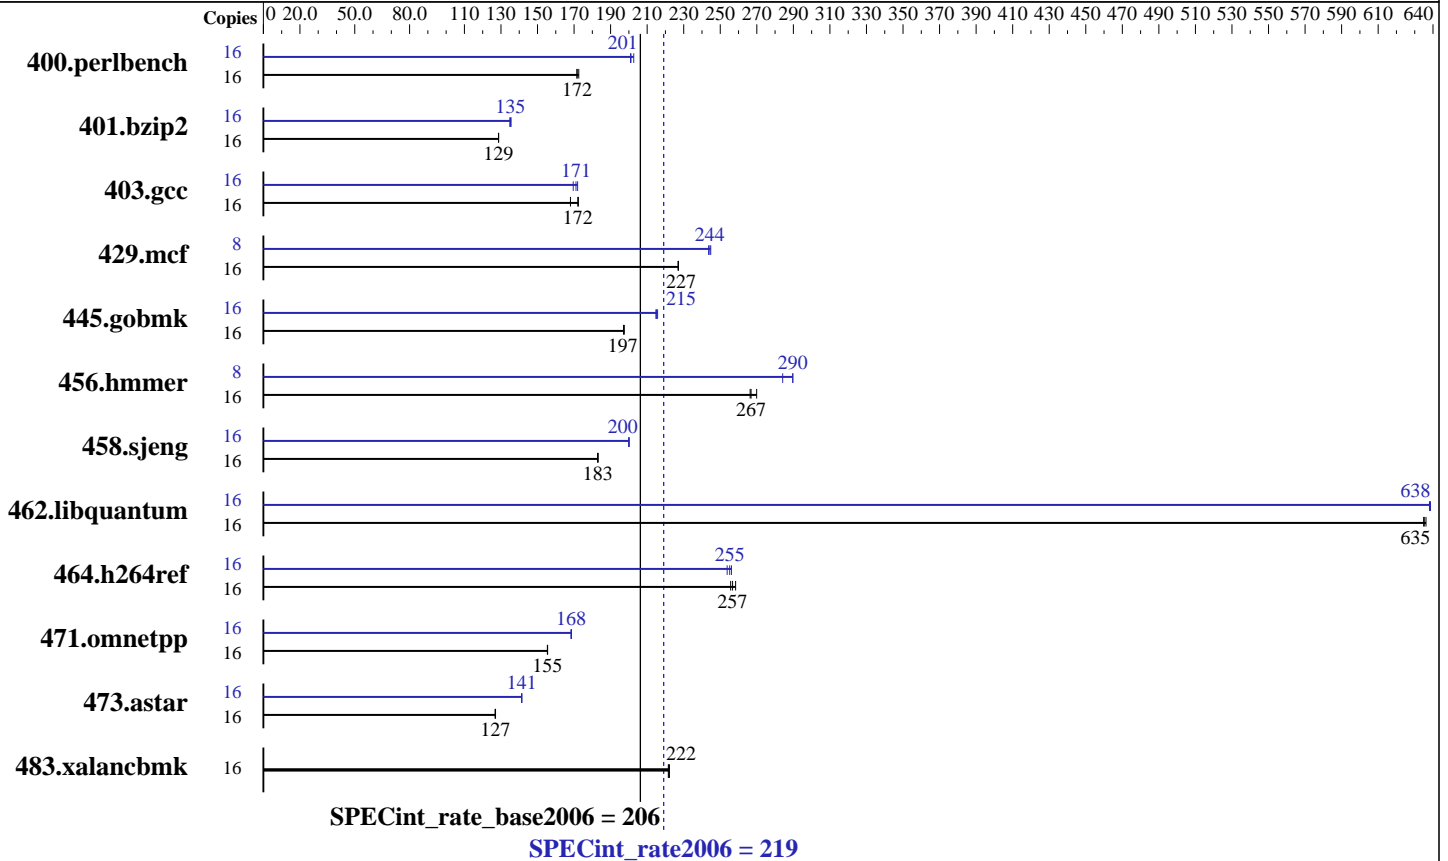 Copies 0 20.0 50.0 80.0 110 130 150 170 190 210 230 250 270 290 310 330 350 370 390 410 430 450 470 490 510 530 550 570 590 610 640
400.perlbench 16 201
16 172
401.bzip2 16 135
16 129
403.gcc 16 171
16 172
429.mcf 8 244
16 227
445.gobmk 16 215
16 197
456.hmmer 8 290
16 267
458.sjeng 16 200
16 183
462.libquantum 16 638
16 635
464.h264ref 16 255
16 257
471.omnetpp 16 168
16 155
473.astar 16 141
16 127
483.xalancbmk 16 222
SPECint_rate_base2006 = 206
SPECint_rate2006 = 219